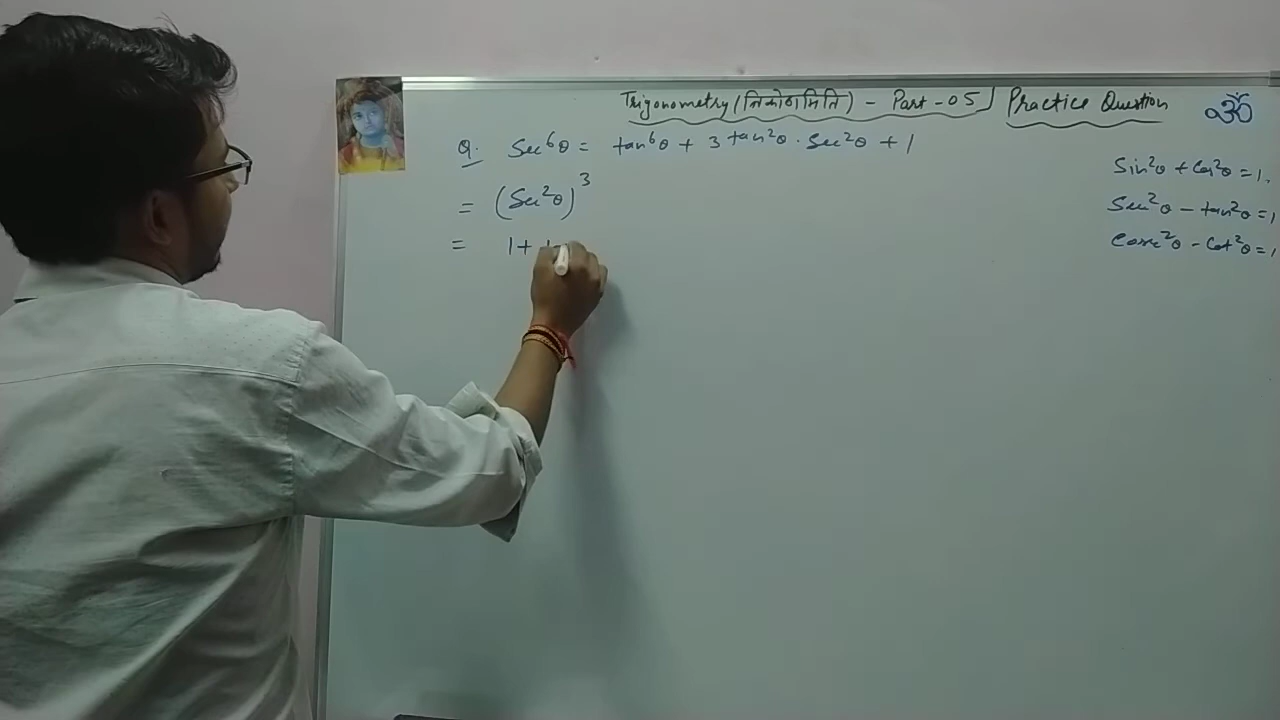 Trigonometry (त्रिकोणमिति) - Part - 05 Practice Question
ॐ
Q. Sec⁶θ = tan⁶θ + 3 tan²θ · Sec²θ + 1
= (Sec²θ)³
= 1 +
Sin²θ + Cos²θ = 1.
Sec²θ - tan²θ = 1
Cosec²θ - Cot²θ = 1